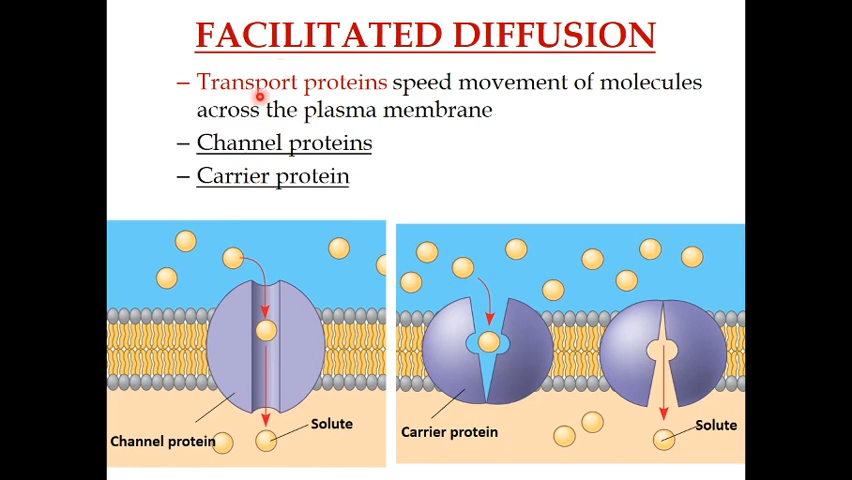 FACILITATED DIFFUSION
– Transport proteins speed movement of molecules
across the plasma membrane
– Channel proteins
– Carrier protein
Channel protein
Solute
Carrier protein
Solute